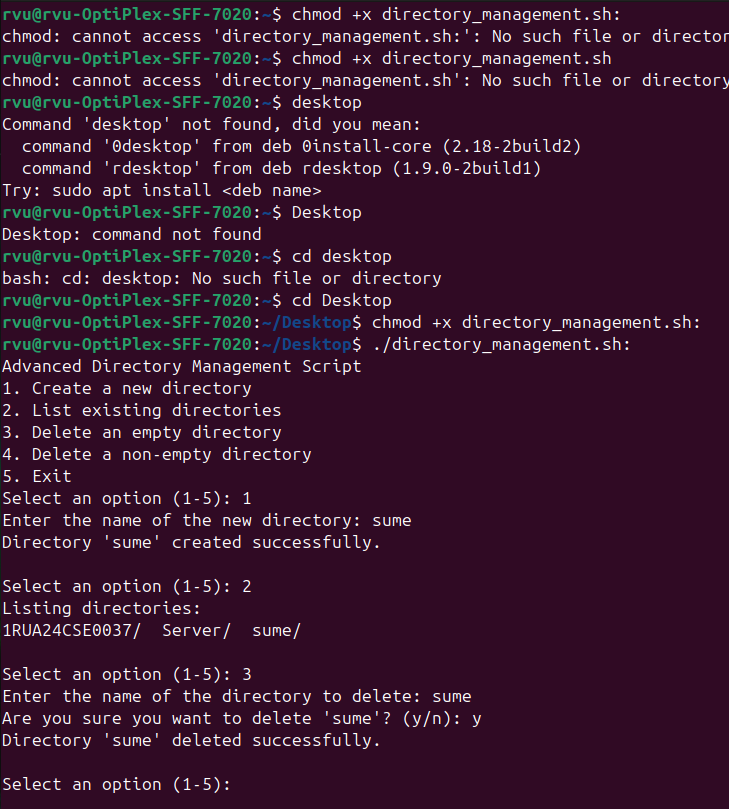 rvu@rvu-OptiPlex-SFF-7020:~$ chmod +x directory_management.sh:
chmod: cannot access 'directory_management.sh:': No such file or director
rvu@rvu-OptiPlex-SFF-7020:~$ chmod +x directory_management.sh
chmod: cannot access 'directory_management.sh': No such file or directory
rvu@rvu-OptiPlex-SFF-7020:~$ desktop
Command 'desktop' not found, did you mean:
  command '0desktop' from deb 0install-core (2.18-2build2)
  command 'rdesktop' from deb rdesktop (1.9.0-2build1)
Try: sudo apt install <deb name>
rvu@rvu-OptiPlex-SFF-7020:~$ Desktop
Desktop: command not found
rvu@rvu-OptiPlex-SFF-7020:~$ cd desktop
bash: cd: desktop: No such file or directory
rvu@rvu-OptiPlex-SFF-7020:~$ cd Desktop
rvu@rvu-OptiPlex-SFF-7020:~/Desktop$ chmod +x directory_management.sh:
rvu@rvu-OptiPlex-SFF-7020:~/Desktop$ ./directory_management.sh:
Advanced Directory Management Script
1. Create a new directory
2. List existing directories
3. Delete an empty directory
4. Delete a non-empty directory
5. Exit
Select an option (1-5): 1
Enter the name of the new directory: sume
Directory 'sume' created successfully.

Select an option (1-5): 2
Listing directories:
1RUA24CSE0037/  Server/  sume/

Select an option (1-5): 3
Enter the name of the directory to delete: sume
Are you sure you want to delete 'sume'? (y/n): y
Directory 'sume' deleted successfully.

Select an option (1-5):